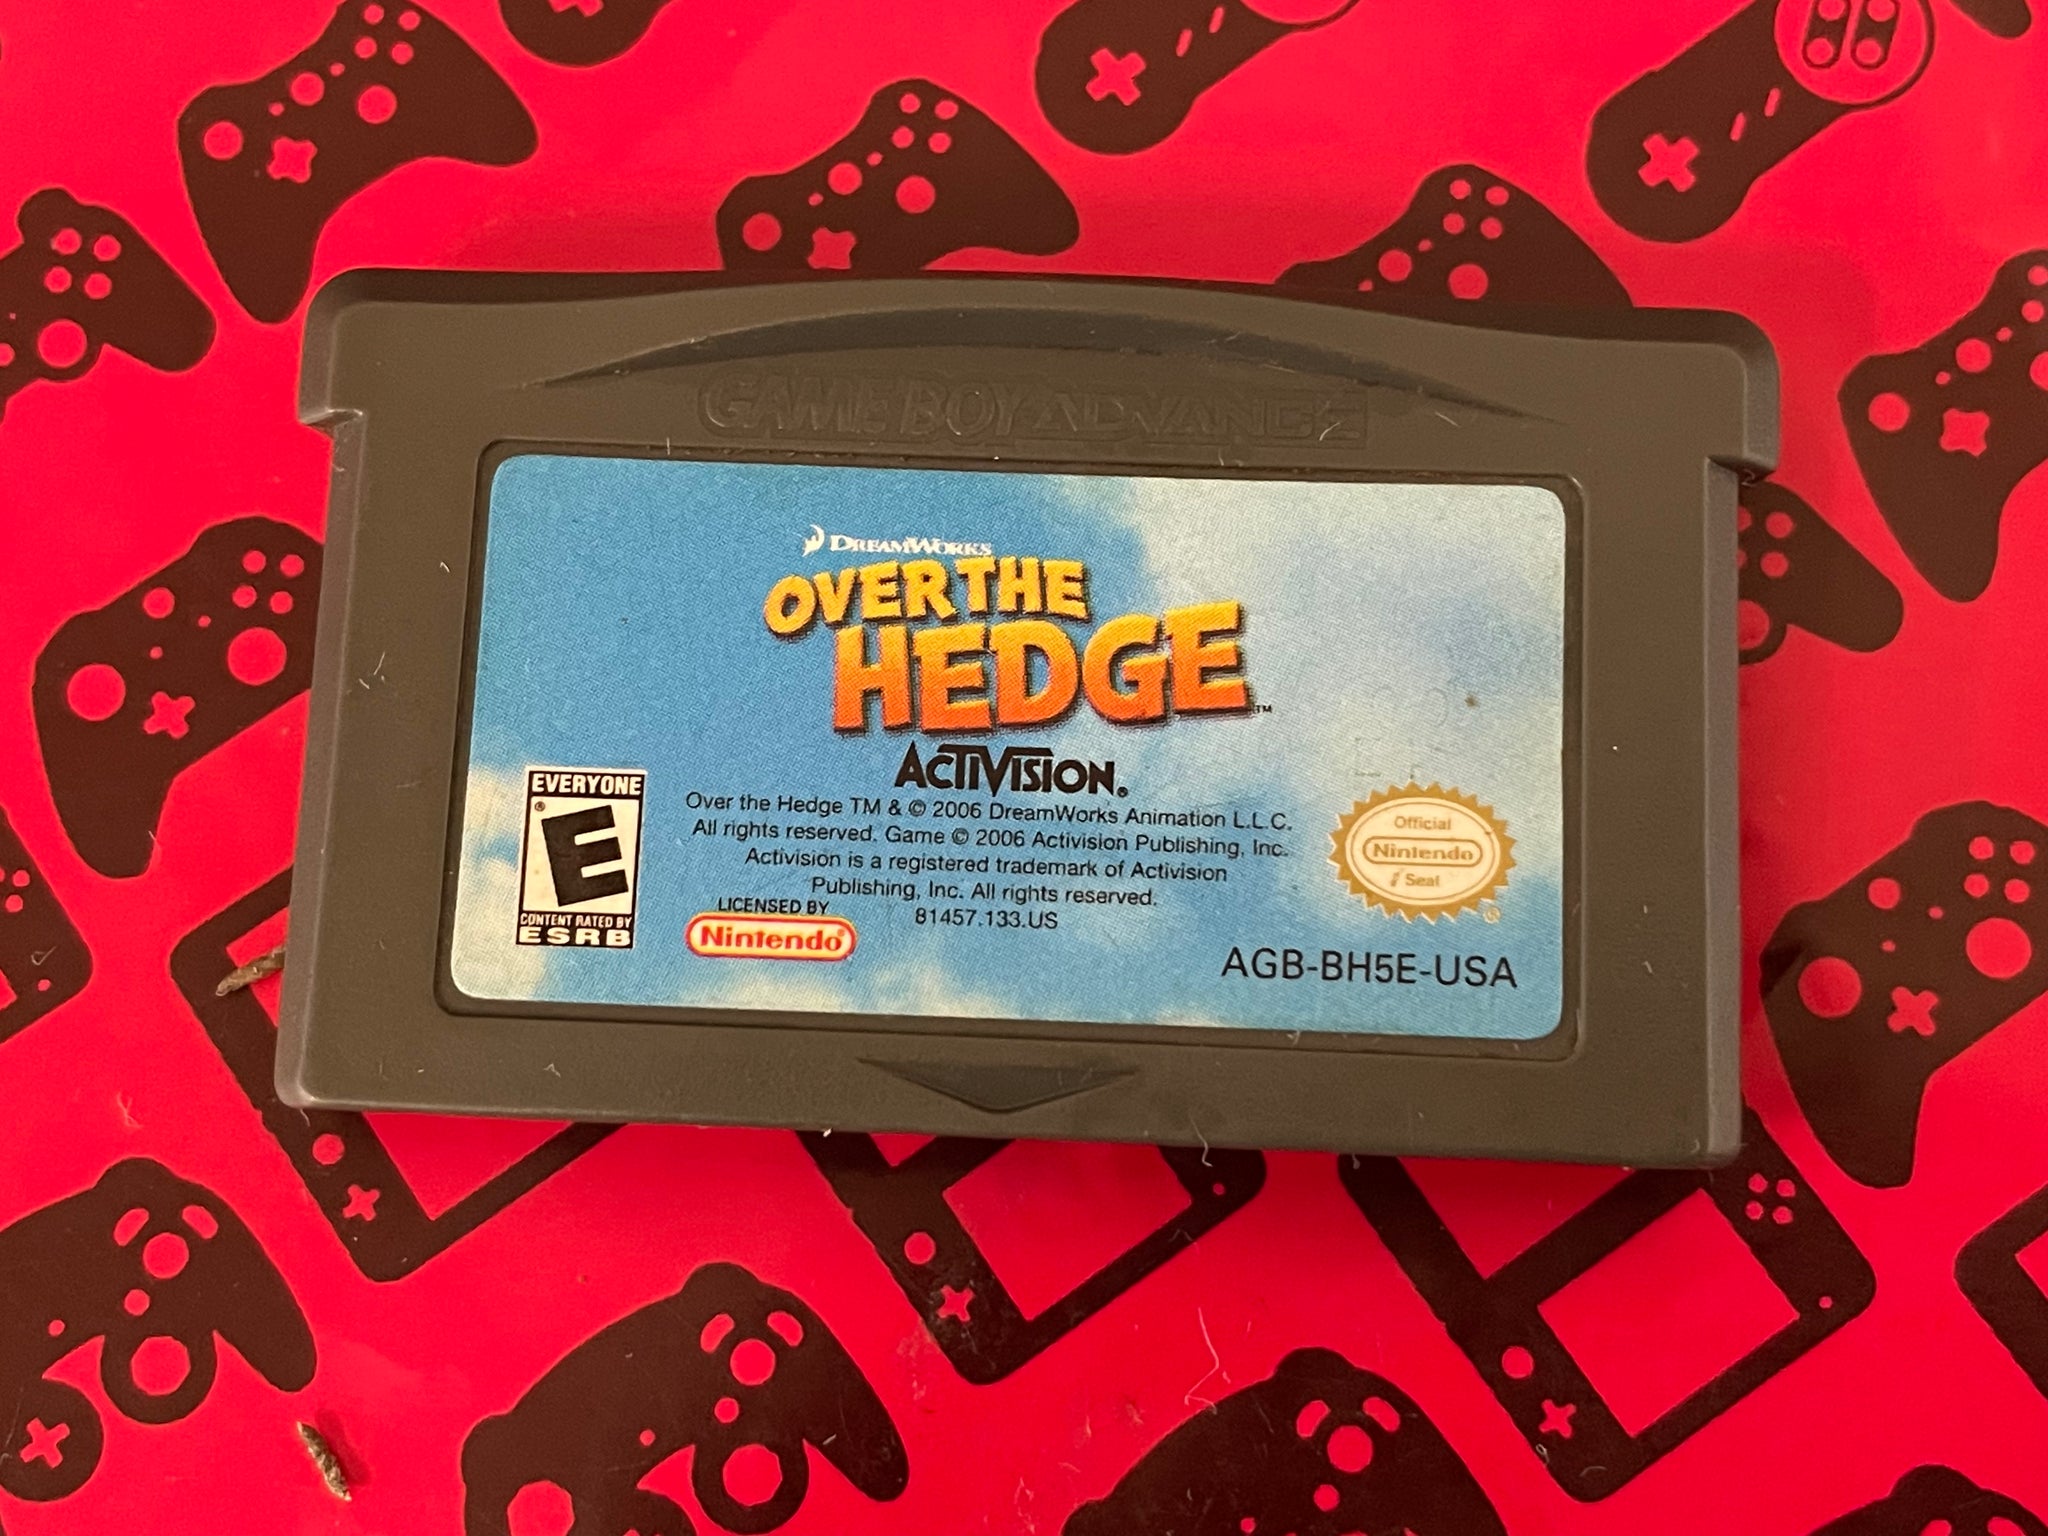 GAME BOY ADVANCE
DREAMWORKS
OVER THE
HEDGE™
ACTIVISION®
Over the Hedge TM & © 2006 DreamWorks Animation L.L.C.
All rights reserved. Game © 2006 Activision Publishing, Inc.
Activision is a registered trademark of Activision
Publishing, Inc. All rights reserved.
81457.133.US
EVERYONE
E
®
CONTENT RATED BY
ESRB
LICENSED BY
Nintendo®
Official
Nintendo
Seal
®
AGB-BH5E-USA